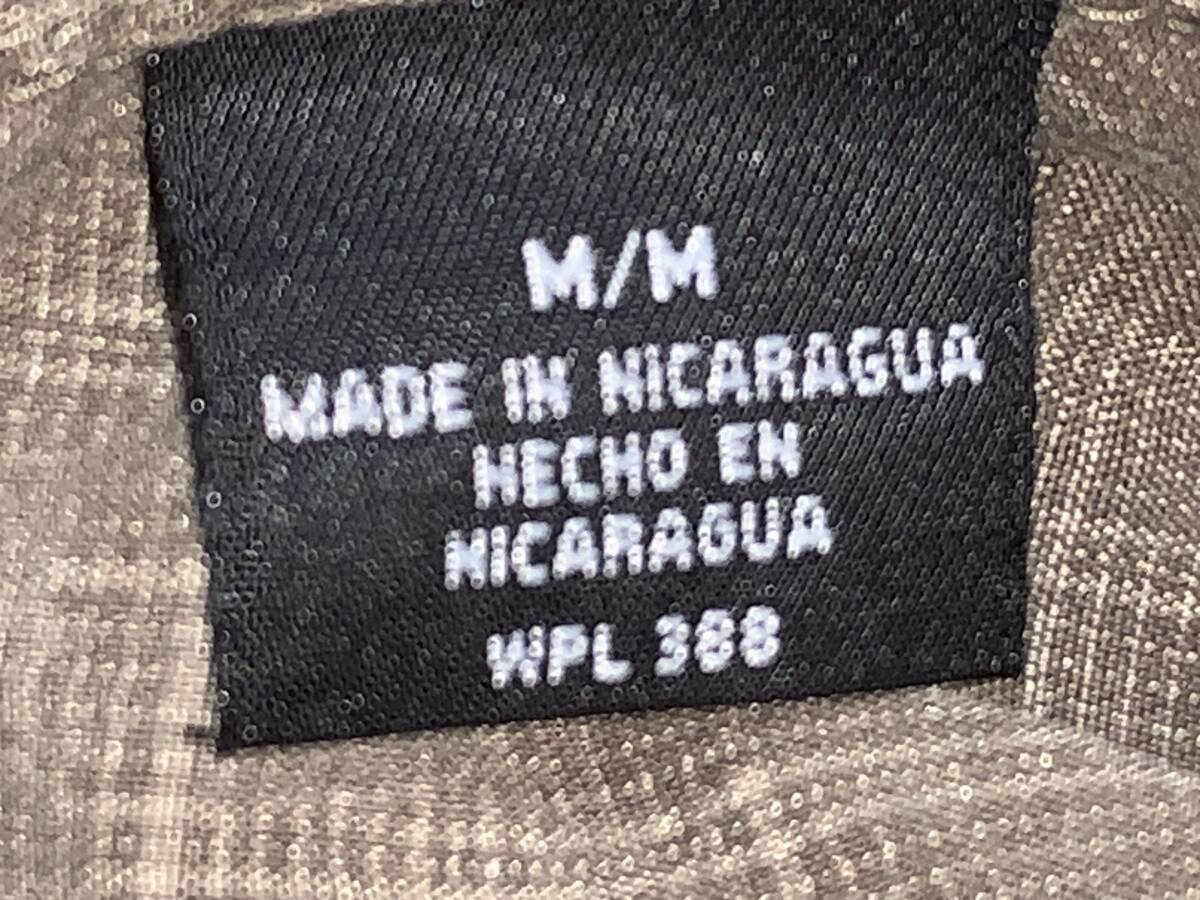 M/M
MADE IN NICARAGUA
HECHO EN
NICARAGUA
WPL 388